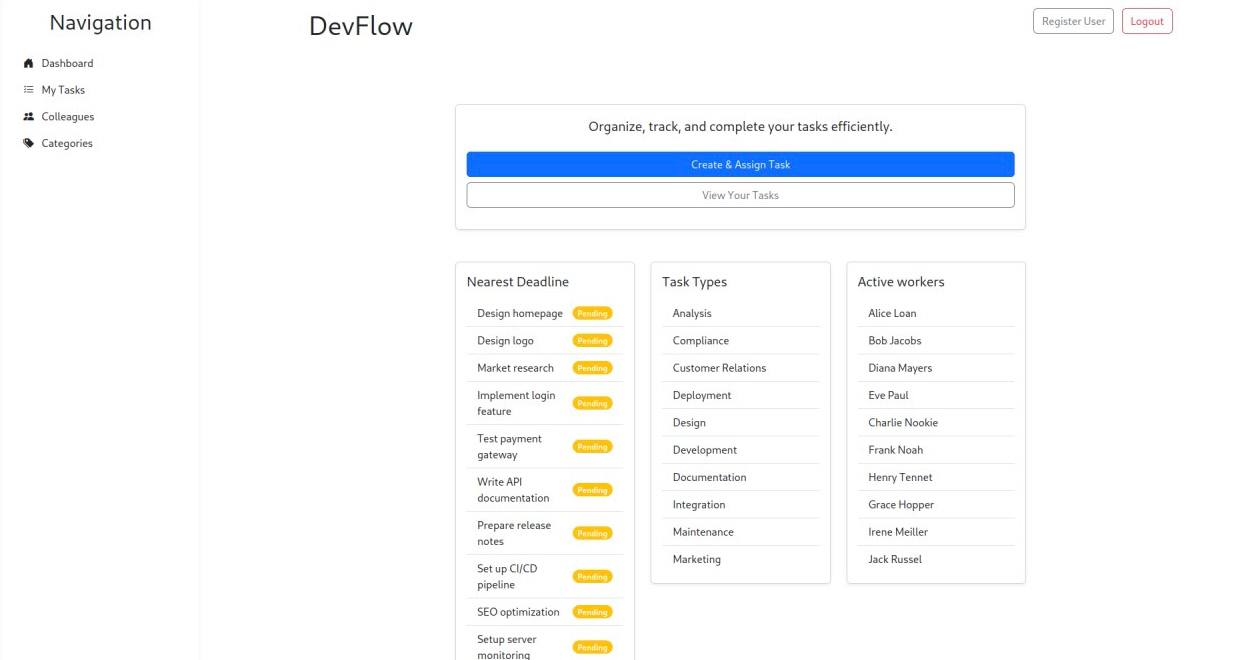 Navigation
Dashboard
My Tasks
Colleagues
Categories
DevFlow
Register User
Logout
Organize, track, and complete your tasks efficiently.
Create & Assign Task
View Your Tasks
Nearest Deadline
Design homepage Pending
Design logo Pending
Market research Pending
Implement login
feature
Pending
Test payment
gateway
Pending
Write API
documentation
Pending
Prepare release
notes
Pending
Set up CI/CD
pipeline
Pending
SEO optimization Pending
Setup server
monitoring
Pending
Task Types
Analysis
Compliance
Customer Relations
Deployment
Design
Development
Documentation
Integration
Maintenance
Marketing
Active workers
Alice Loan
Bob Jacobs
Diana Mayers
Eve Paul
Charlie Nookie
Frank Noah
Henry Tennet
Grace Hopper
Irene Meiller
Jack Russel